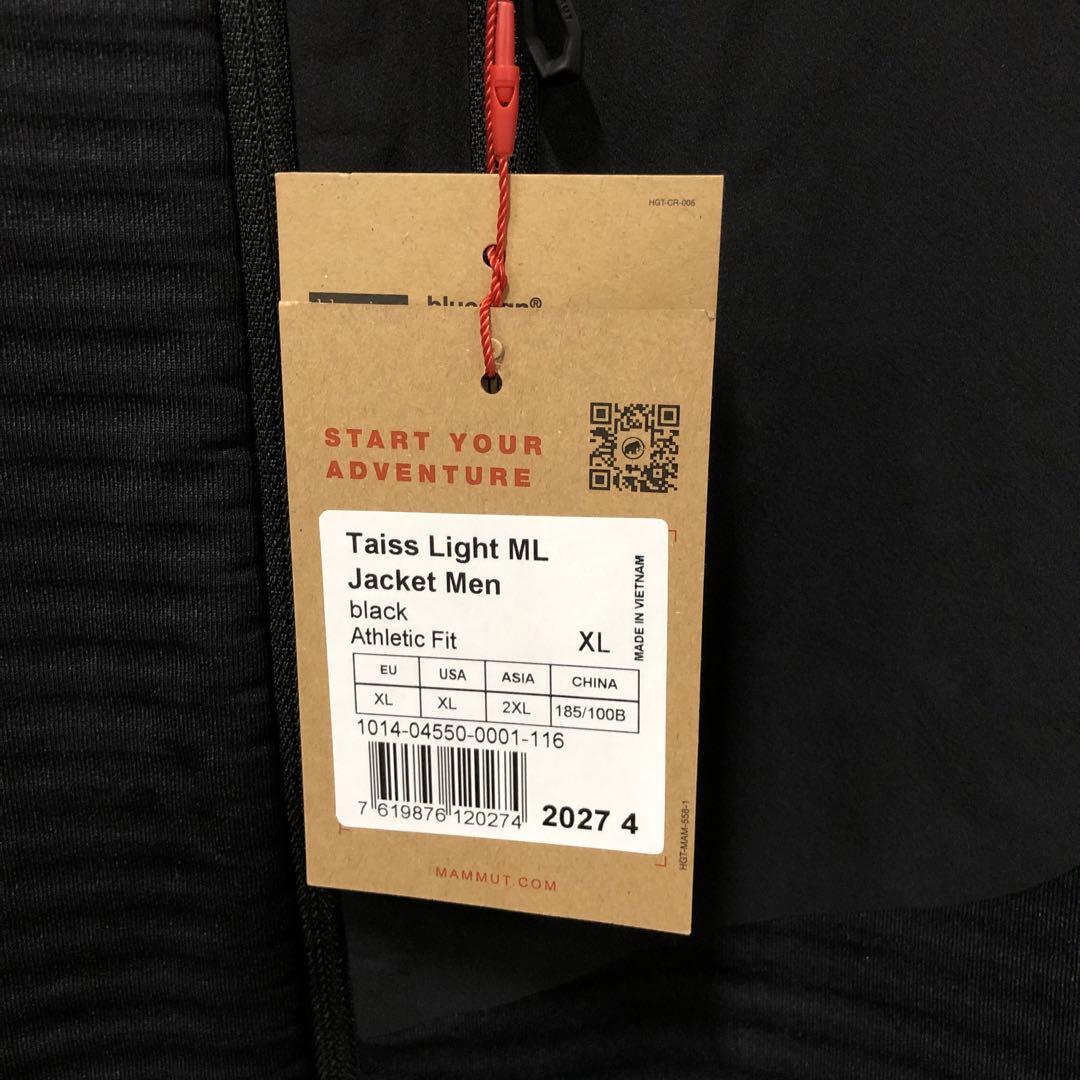 HGT-CR-005
START YOUR
ADVENTURE
Taiss Light ML
Jacket Men
black
Athletic Fit
XL
MADE IN VIETNAM
EU USA ASIA CHINA
XL XL 2XL 185/100B
1014-04550-0001-116
7 619876 120274
2027 4
HGT-MAM-558-1
MAMMUT.COM